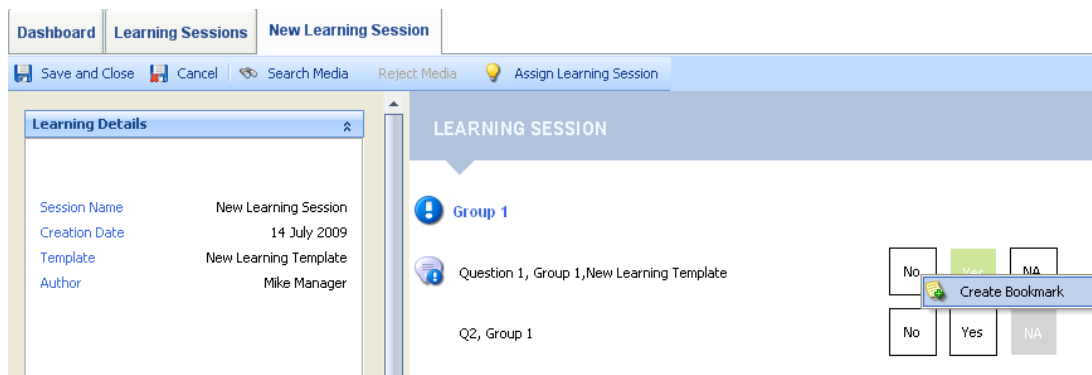 Dashboard Learning Sessions New Learning Session
Save and Close Cancel Search Media Reject Media Assign Learning Session
Learning Details
Session Name New Learning Session
Creation Date 14 July 2009
Template New Learning Template
Author Mike Manager
LEARNING SESSION
Group 1
Question 1, Group 1,New Learning Template No Yes NA
Create Bookmark
Q2, Group 1 No Yes NA